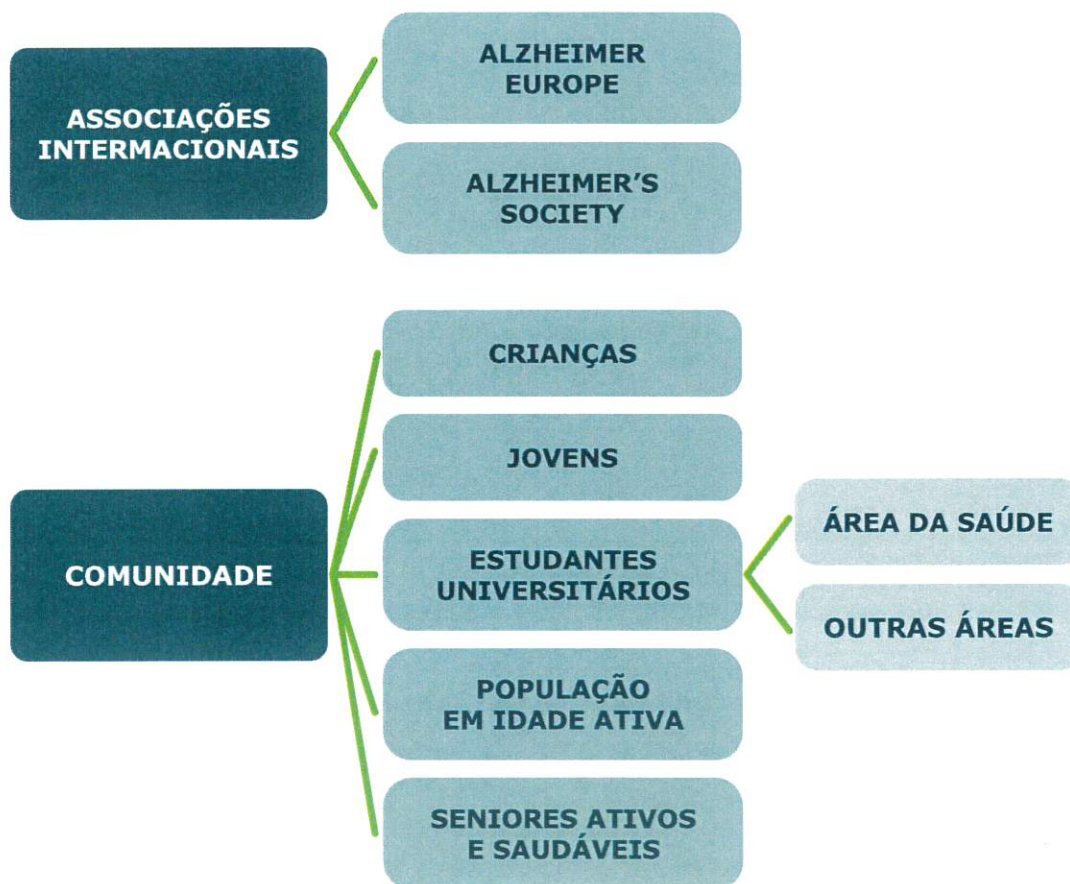 ASSOCIAÇÕES
INTERMACIONAIS
ALZHEIMER
EUROPE
ALZHEIMER'S
SOCIETY
COMUNIDADE
CRIANÇAS
JOVENS
ESTUDANTES
UNIVERSITÁRIOS
ÁREA DA SAÚDE
OUTRAS ÁREAS
POPULAÇÃO
EM IDADE ATIVA
SENIORES ATIVOS
E SAUDÁVEIS